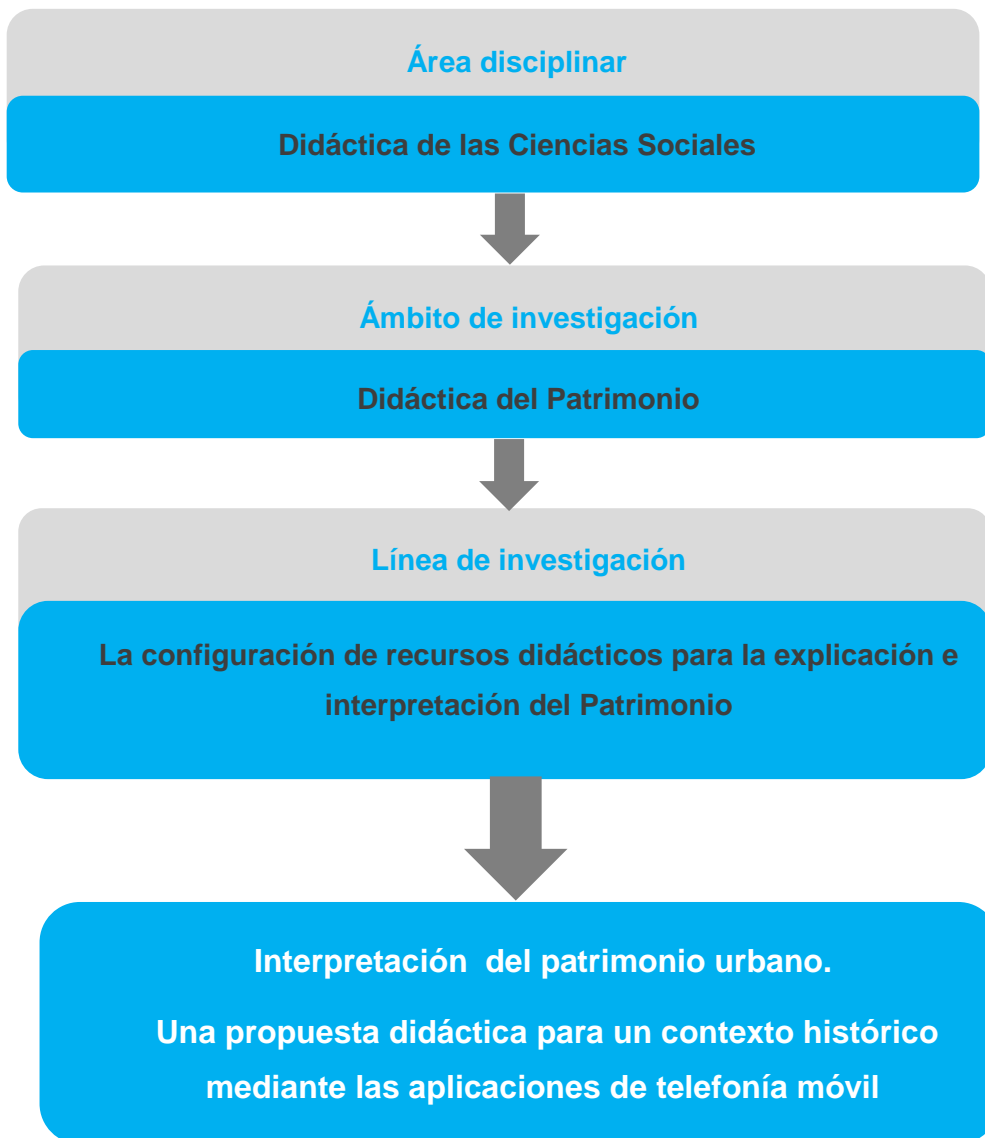 Área disciplinar
Didáctica de las Ciencias Sociales
Ámbito de investigación
Didáctica del Patrimonio
Línea de investigación
La configuración de recursos didácticos para la explicación e
interpretación del Patrimonio
Interpretación  del patrimonio urbano.
Una propuesta didáctica para un contexto histórico
mediante las aplicaciones de telefonía móvil